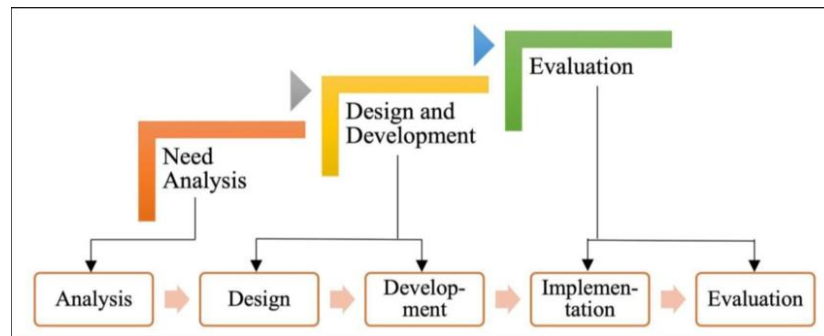 Evaluation
Design and
Development
Need
Analysis
Analysis
Design
Develop-
ment
Implemen-
tation
Evaluation